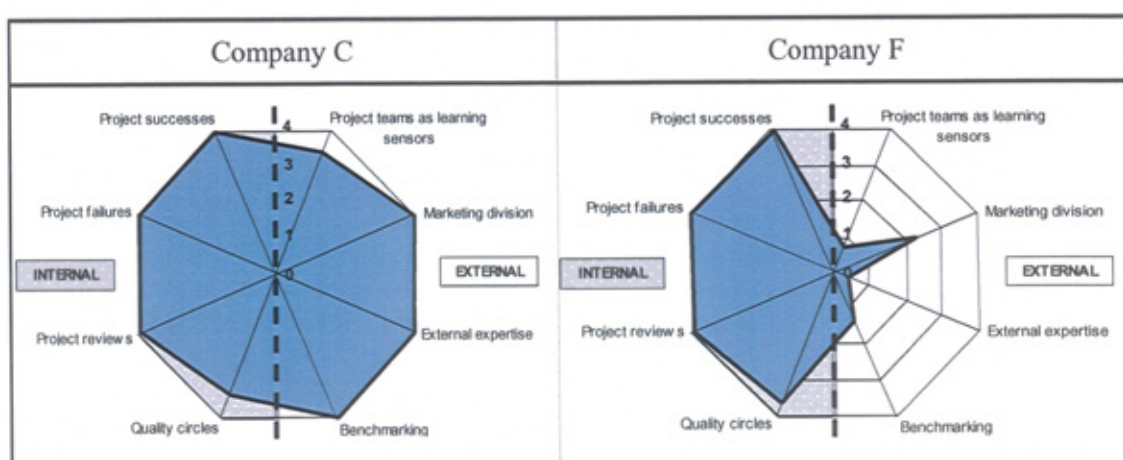 Company C
Company F
Project successes
4
Project teams as learning
sensors
3
2
1
0
Project failures
Marketing division
INTERNAL
EXTERNAL
Project reviews
External expertise
Quality circles
Benchmarking
Project successes
4
Project teams as learning
sensors
3
2
1
0
Project failures
Marketing division
INTERNAL
EXTERNAL
Project reviews
External expertise
Quality circles
Benchmarking